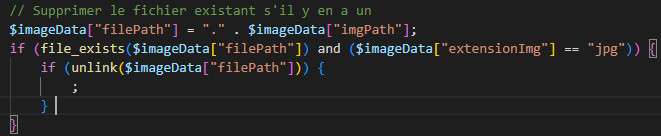 // Supprimer le fichier existant s'il y en a un
$imageData["filePath"] = "." . $imageData["imgPath"];
if (file_exists($imageData["filePath"]) and ($imageData["extensionImg"] == "jpg")) {
    if (unlink($imageData["filePath"])) {
        ;
    }
}